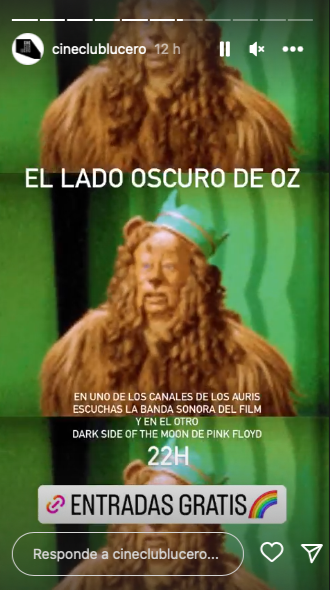 cineclublucero 12 h
EL LADO OSCURO DE OZ
EN UNO DE LOS CANALES DE LOS AURIS
ESCUCHAS LA BANDA SONORA DEL FILM
Y EN EL OTRO
DARK SIDE OF THE MOON DE PINK FLOYD
22H
ENTRADAS GRATIS
Responde a cineclublucero...